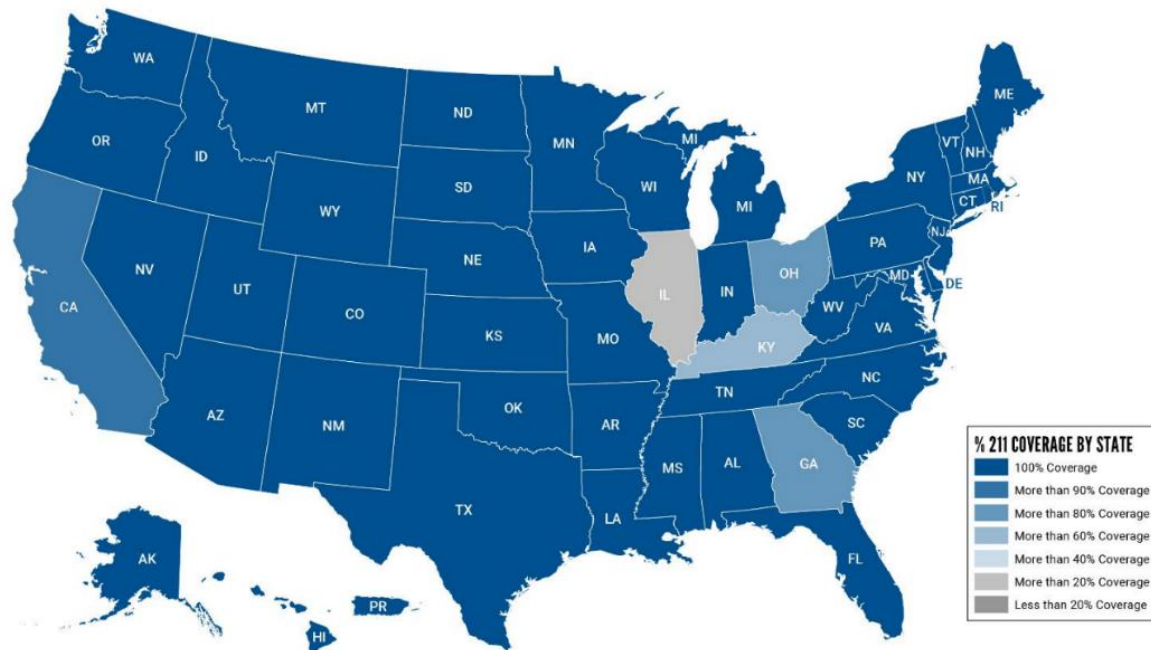 WA
MT
ND
MN
MI
ME
OR
ID
SD
WI
VT
NH
NY
MA
WY
MI
CT
RI
IA
NE
PA
NJ
NV
OH
IN
MD
DE
UT
IL
CA
CO
WV
KS
MO
VA
KY
NC
TN
OK
AZ
NM
AR
SC
MS
AL
GA
TX
LA
FL
AK
PR
HI
% 211 COVERAGE BY STATE
100% Coverage
More than 90% Coverage
More than 80% Coverage
More than 60% Coverage
More than 40% Coverage
More than 20% Coverage
Less than 20% Coverage